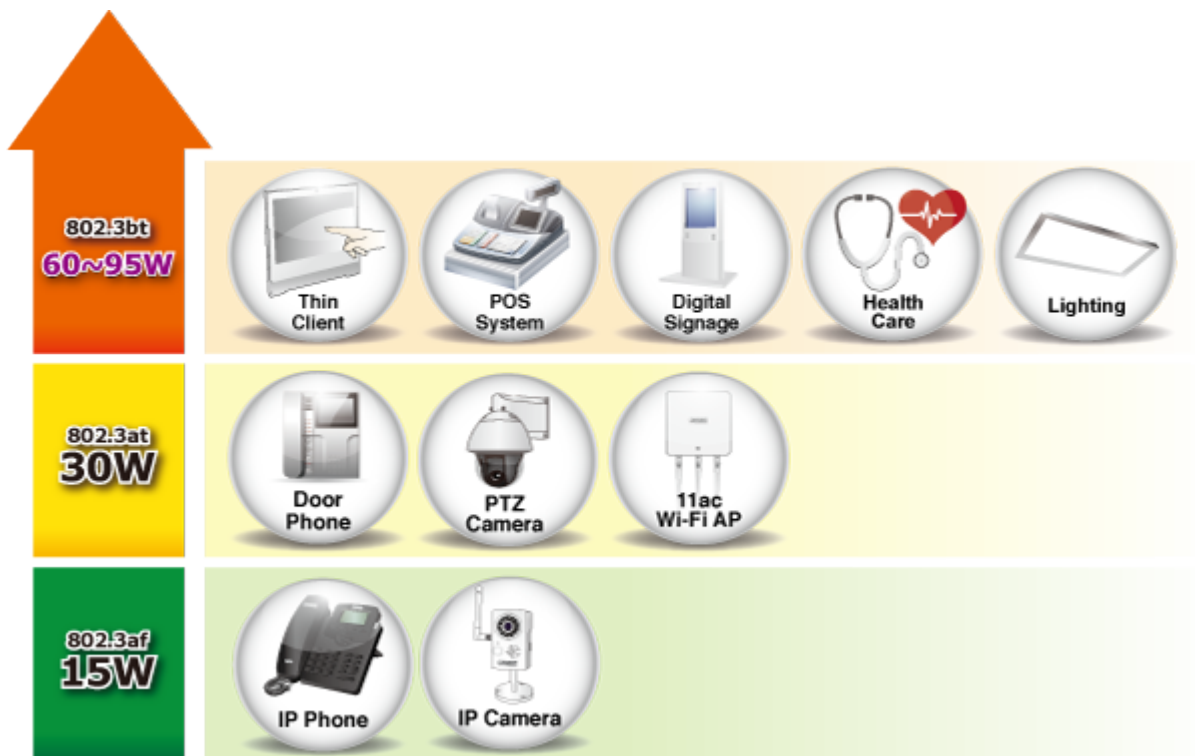 802.3bt
60~95W
Thin
Client
POS
System
Digital
Signage
Health
Care
Lighting
802.3at
30W
Door
Phone
PTZ
Camera
11ac
Wi-Fi AP
802.3af
15W
IP Phone
IP Camera